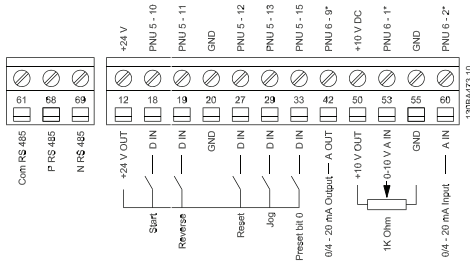 +24 V
PNU 5 - 10
PNU 5 - 11
GND
PNU 5 - 12
PNU 5 - 13
PNU 5 - 15
PNU 6 - 9*
+10 V DC
PNU 6 - 1*
GND
PNU 6 - 2*
61
68
69
12
18
19
20
27
29
33
42
50
53
55
60
130BA473.10
Com RS 485
P RS 485
N RS 485
+24 V OUT
D IN
D IN
GND
D IN
D IN
D IN
A OUT
+10 V OUT
0-10 V A IN
GND
A IN
Start
Reverse
Reset
Jog
Preset bit 0
0/4 - 20 mA Output
1K Ohm
0/4 - 20 mA Input